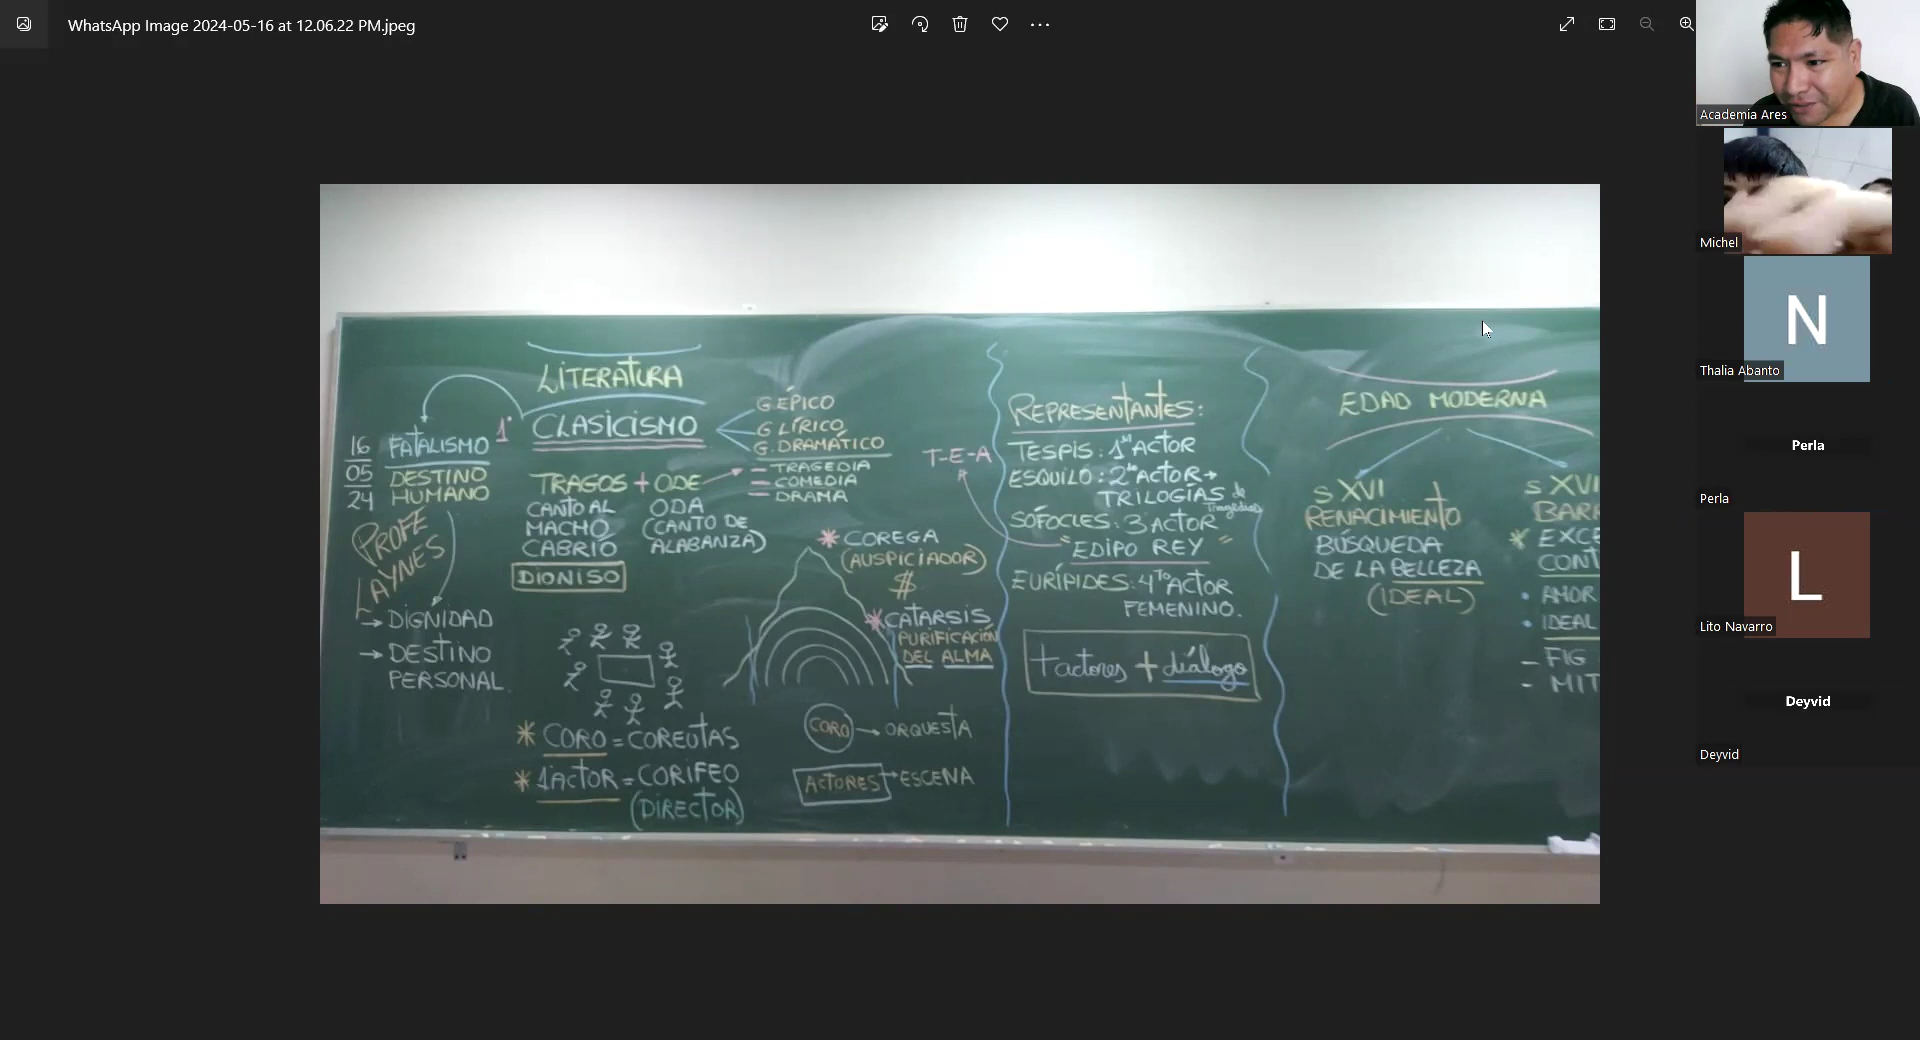 WhatsApp Image 2024-05-16 at 12.06.22 PM.jpeg
LITERATURA
1° CLASICISMO
G. ÉPICO
G LÍRICO
G. DRAMÁTICO
- TRAGEDIA
- COMEDIA
- DRAMA
16
05
24
FATALISMO
DESTINO
HUMANO
PROFE
LAYNES
→ DIGNIDAD
→ DESTINO
PERSONAL.
TRAGOS + ODE
CANTO AL
MACHO
CABRIO
DIONISO
ODA
(CANTO DE
ALABANZA)
* CORO = COREUTAS
* 1 ACTOR = CORIFEO
(DIRECTOR)
* COREGA
(AUSPICIADOR)
$
* CATARSIS
PURIFICACIÓN
DEL ALMA
CORO → ORQUESTA
ACTORES → ESCENA
T-E-A
REPRESENTANTES:
TESPIS: 1er ACTOR
ESQUILO: 2do ACTOR +
TRILOGÍAS de
Tragedias
SÓFOCLES: 3 ACTOR
"EDIPO REY"
EURÍPIDES: 4to ACTOR
FEMENINO.
+actores + diálogo
EDAD MODERNA
S XVI
RENACIMIENTO
BÚSQUEDA
DE LA BELLEZA
(IDEAL)
S XVI
BAR
* EXCE
CONT
• AMOR
• IDEAL
- FIG
- MIT
Academia Ares
Michel
N
Thalia Abanto
Perla
Perla
L
Lito Navarro
Deyvid
Deyvid